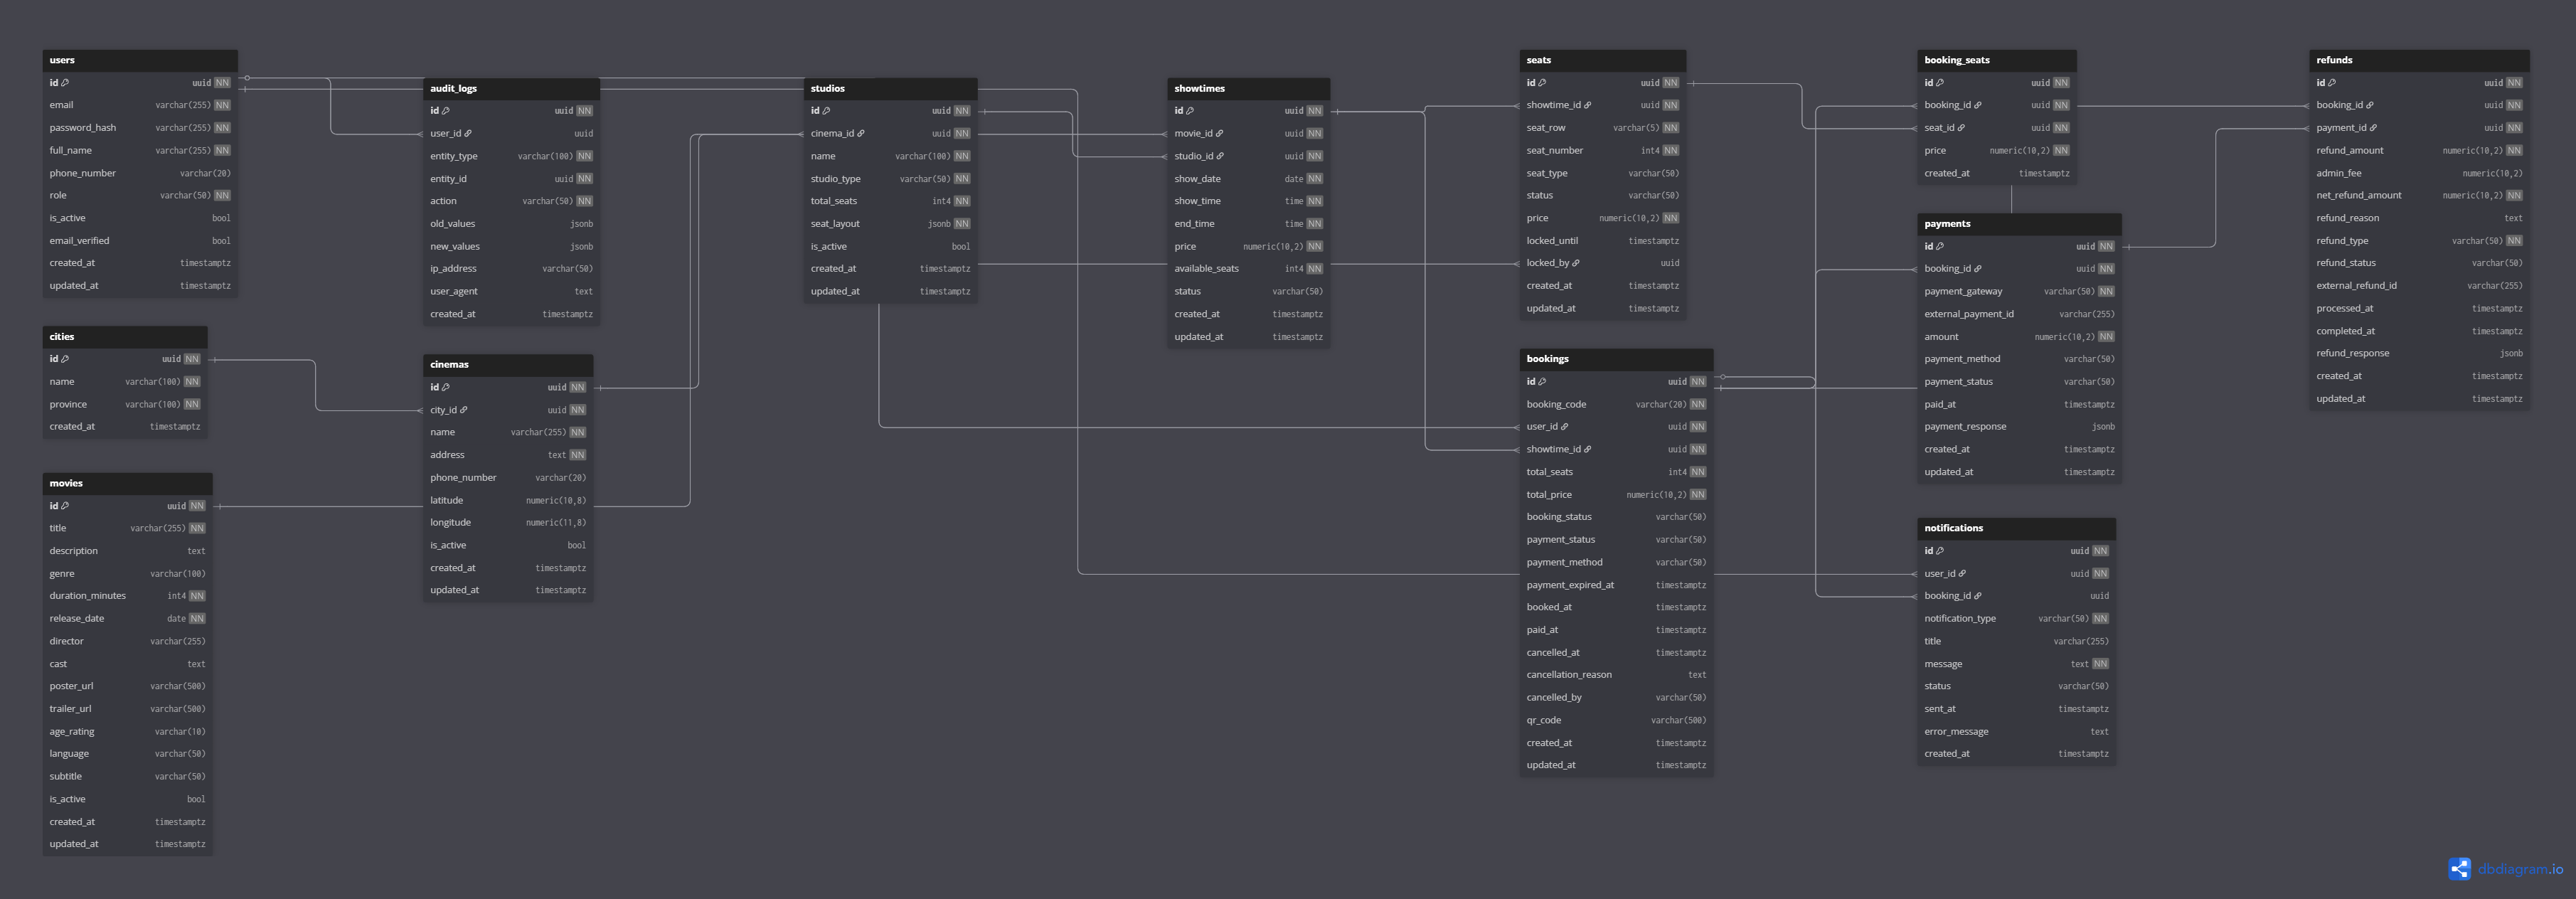 users
id uuid NN
email varchar(255) NN
password_hash varchar(255) NN
full_name varchar(255) NN
phone_number varchar(20)
role varchar(50) NN
is_active bool
email_verified bool
created_at timestamptz
updated_at timestamptz
cities
id uuid NN
name varchar(100) NN
province varchar(100) NN
created_at timestamptz
movies
id uuid NN
title varchar(255) NN
description text
genre varchar(100)
duration_minutes int4 NN
release_date date NN
director varchar(255)
cast text
poster_url varchar(500)
trailer_url varchar(500)
age_rating varchar(10)
language varchar(50)
subtitle varchar(50)
is_active bool
created_at timestamptz
updated_at timestamptz
audit_logs
id uuid NN
user_id uuid
entity_type varchar(100) NN
entity_id uuid NN
action varchar(50) NN
old_values jsonb
new_values jsonb
ip_address varchar(50)
user_agent text
created_at timestamptz
cinemas
id uuid NN
city_id uuid NN
name varchar(255) NN
address text NN
phone_number varchar(20)
latitude numeric(10,8)
longitude numeric(11,8)
is_active bool
created_at timestamptz
updated_at timestamptz
studios
id uuid NN
cinema_id uuid NN
name varchar(100) NN
studio_type varchar(50) NN
total_seats int4 NN
seat_layout jsonb NN
is_active bool
created_at timestamptz
updated_at timestamptz
showtimes
id uuid NN
movie_id uuid NN
studio_id uuid NN
show_date date NN
show_time time NN
end_time time NN
price numeric(10,2) NN
available_seats int4 NN
status varchar(50)
created_at timestamptz
updated_at timestamptz
seats
id uuid NN
showtime_id uuid NN
seat_row varchar(5) NN
seat_number int4 NN
seat_type varchar(50)
status varchar(50)
price numeric(10,2) NN
locked_until timestamptz
locked_by uuid
created_at timestamptz
updated_at timestamptz
bookings
id uuid NN
booking_code varchar(20) NN
user_id uuid NN
showtime_id uuid NN
total_seats int4 NN
total_price numeric(10,2) NN
booking_status varchar(50)
payment_status varchar(50)
payment_method varchar(50)
payment_expired_at timestamptz
booked_at timestamptz
paid_at timestamptz
cancelled_at timestamptz
cancellation_reason text
cancelled_by varchar(50)
qr_code varchar(500)
created_at timestamptz
updated_at timestamptz
booking_seats
id uuid NN
booking_id uuid NN
seat_id uuid NN
price numeric(10,2) NN
created_at timestamptz
payments
id uuid NN
booking_id uuid NN
payment_gateway varchar(50) NN
external_payment_id varchar(255)
amount numeric(10,2) NN
payment_method varchar(50)
payment_status varchar(50)
paid_at timestamptz
payment_response jsonb
created_at timestamptz
updated_at timestamptz
notifications
id uuid NN
user_id uuid NN
booking_id uuid
notification_type varchar(50) NN
title varchar(255)
message text NN
status varchar(50)
sent_at timestamptz
error_message text
created_at timestamptz
refunds
id uuid NN
booking_id uuid NN
payment_id uuid NN
refund_amount numeric(10,2) NN
admin_fee numeric(10,2)
net_refund_amount numeric(10,2) NN
refund_reason text
refund_type varchar(50) NN
refund_status varchar(50)
external_refund_id varchar(255)
processed_at timestamptz
completed_at timestamptz
refund_response jsonb
created_at timestamptz
updated_at timestamptz
dbdiagram.io